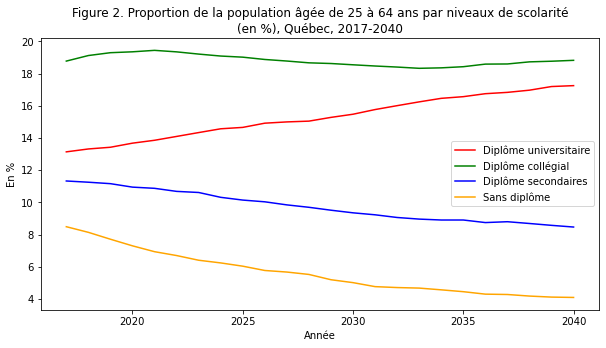 Figure 2. Proportion de la population âgée de 25 à 64 ans par niveaux de scolarité
(en %), Québec, 2017-2040
En %
20
18
16
14
12
10
8
6
4
Diplôme universitaire
Diplôme collégial
Diplôme secondaires
Sans diplôme
2020
2025
2030
2035
2040
Année